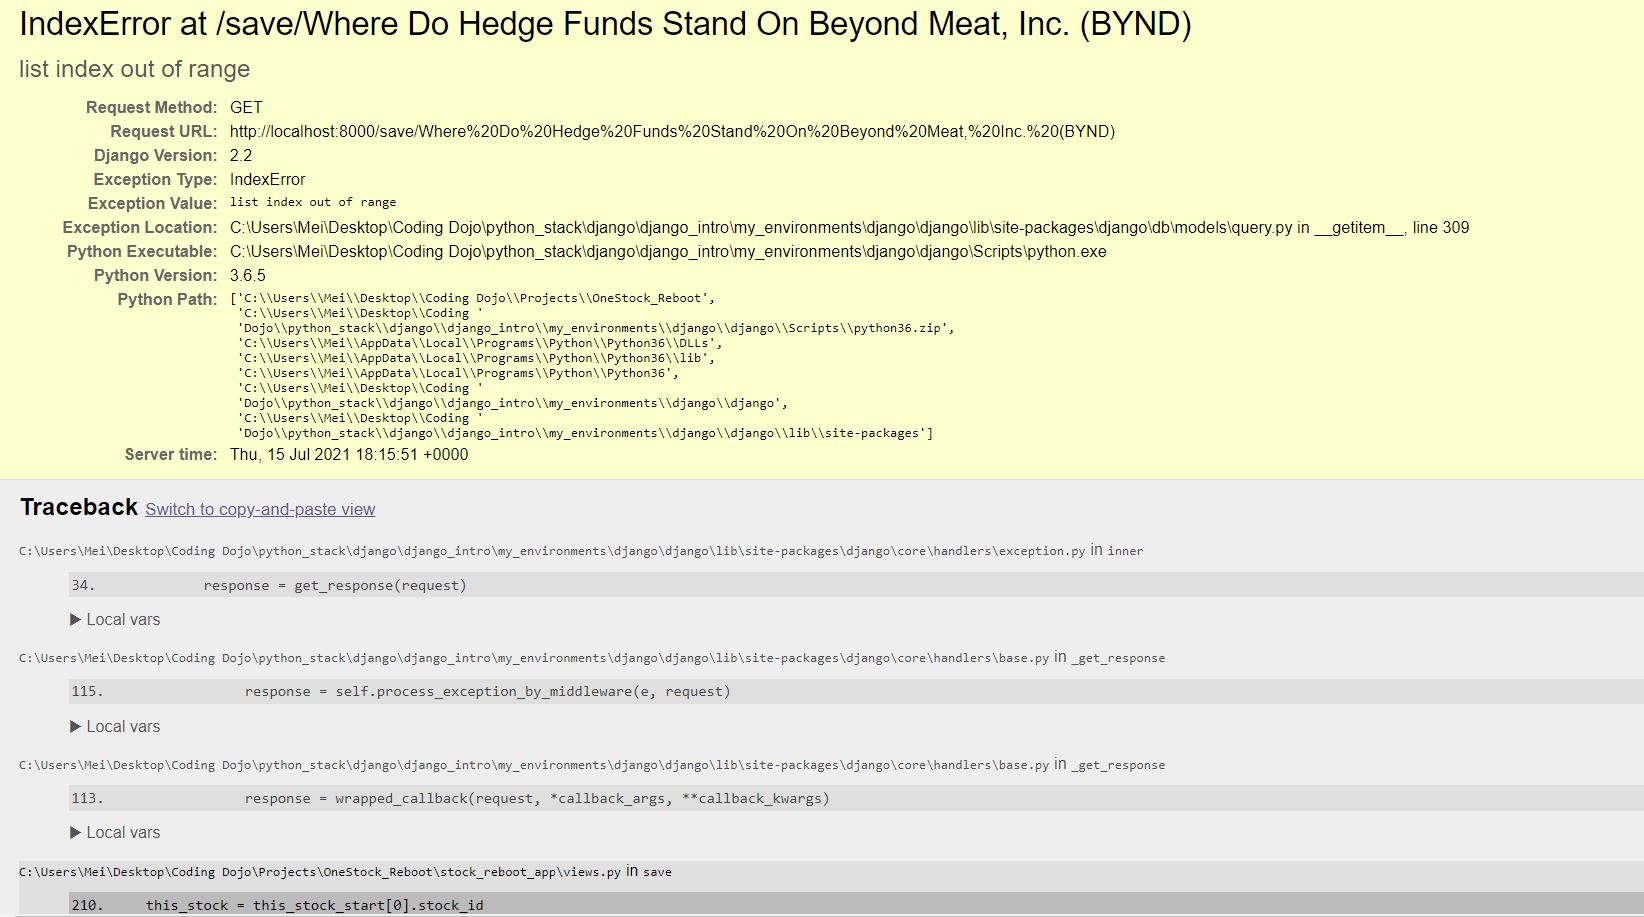 IndexError at /save/Where Do Hedge Funds Stand On Beyond Meat, Inc. (BYND)
list index out of range
Request Method: GET
Request URL: http://localhost:8000/save/Where%20Do%20Hedge%20Funds%20Stand%20On%20Beyond%20Meat,%20Inc.%20(BYND)
Django Version: 2.2
Exception Type: IndexError
Exception Value: list index out of range
Exception Location: C:\Users\Mei\Desktop\Coding Dojo\python_stack\django\django_intro\my_environments\django\django\lib\site-packages\django\db\models\query.py in __getitem__, line 309
Python Executable: C:\Users\Mei\Desktop\Coding Dojo\python_stack\django\django_intro\my_environments\django\django\Scripts\python.exe
Python Version: 3.6.5
Python Path: ['C:\\Users\\Mei\\Desktop\\Coding Dojo\\Projects\\OneStock_Reboot',
'C:\\Users\\Mei\\Desktop\\Coding '
'Dojo\\python_stack\\django\\django_intro\\my_environments\\django\\django\\Scripts\\python36.zip',
'C:\\Users\\Mei\\AppData\\Local\\Programs\\Python\\Python36\\DLLs',
'C:\\Users\\Mei\\AppData\\Local\\Programs\\Python\\Python36\\lib',
'C:\\Users\\Mei\\AppData\\Local\\Programs\\Python\\Python36',
'C:\\Users\\Mei\\Desktop\\Coding '
'Dojo\\python_stack\\django\\django_intro\\my_environments\\django\\django',
'C:\\Users\\Mei\\Desktop\\Coding '
'Dojo\\python_stack\\django\\django_intro\\my_environments\\django\\django\\lib\\site-packages']
Server time: Thu, 15 Jul 2021 18:15:51 +0000
Traceback Switch to copy-and-paste view
C:\Users\Mei\Desktop\Coding Dojo\python_stack\django\django_intro\my_environments\django\django\lib\site-packages\django\core\handlers\exception.py in inner
34. response = get_response(request)
▶ Local vars
C:\Users\Mei\Desktop\Coding Dojo\python_stack\django\django_intro\my_environments\django\django\lib\site-packages\django\core\handlers\base.py in _get_response
115. response = self.process_exception_by_middleware(e, request)
▶ Local vars
C:\Users\Mei\Desktop\Coding Dojo\python_stack\django\django_intro\my_environments\django\django\lib\site-packages\django\core\handlers\base.py in _get_response
113. response = wrapped_callback(request, *callback_args, **callback_kwargs)
▶ Local vars
C:\Users\Mei\Desktop\Coding Dojo\Projects\OneStock_Reboot\stock_reboot_app\views.py in save
210. this_stock = this_stock_start[0].stock_id